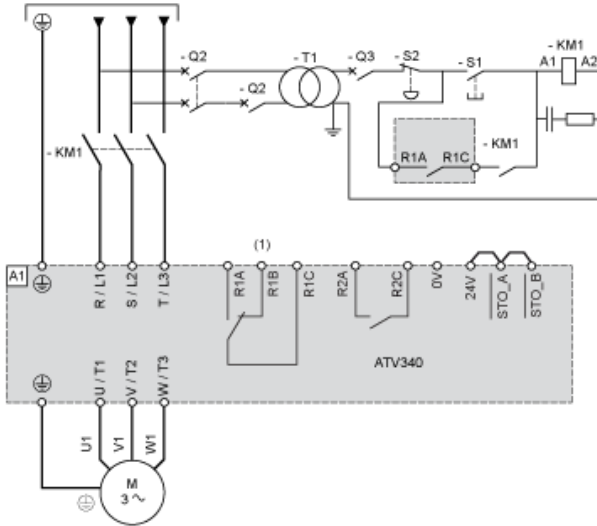 - Q2
- T1
- Q3
- S2
- S1
- KM1
A1
A2
- Q2
- KM1
R1A
R1C
- KM1
(1)
A1
R / L1
S / L2
T / L3
R1A
R1B
R1C
R2A
R2C
0V
24V
STO_A
STO_B
ATV340
U / T1
V / T2
W / T3
U1
V1
W1
M
3 ~